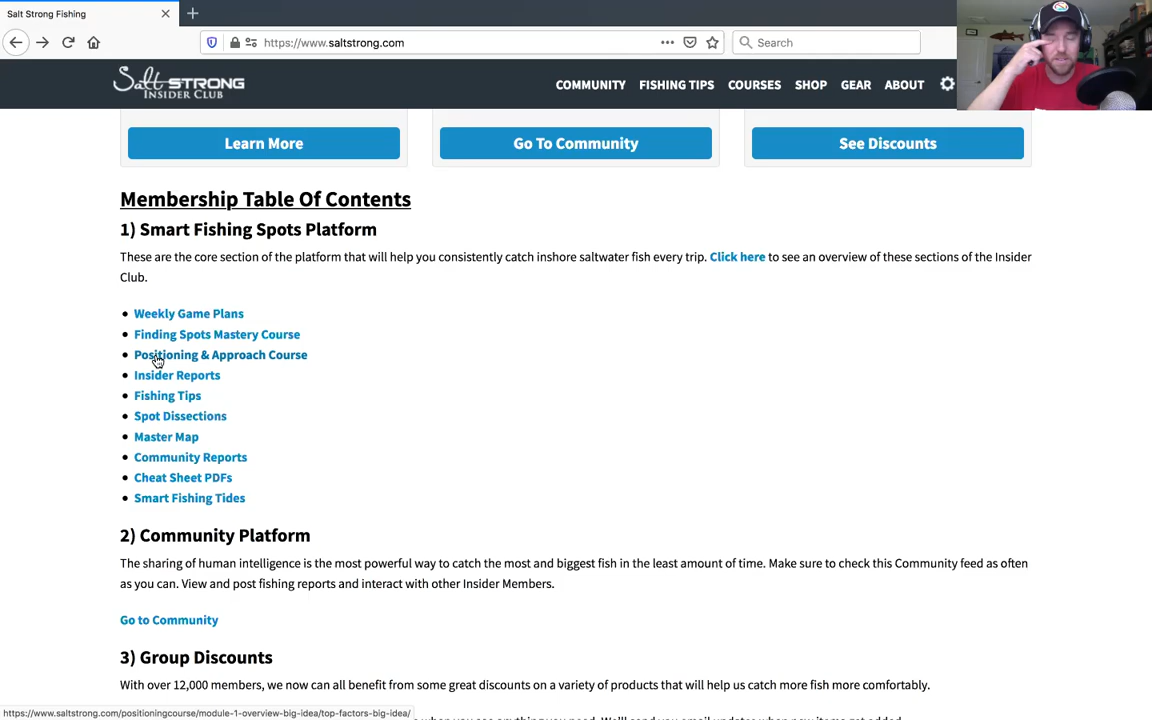 Salt Strong Fishing
https://www.saltstrong.com
Search
Salt STRONG
INSIDER CLUB
COMMUNITY FISHING TIPS COURSES SHOP GEAR ABOUT
Learn More
Go To Community
See Discounts
Membership Table Of Contents
1) Smart Fishing Spots Platform
These are the core section of the platform that will help you consistently catch inshore saltwater fish every trip. Click here to see an overview of these sections of the Insider
Club.
Weekly Game Plans
Finding Spots Mastery Course
Positioning & Approach Course
Insider Reports
Fishing Tips
Spot Dissections
Master Map
Community Reports
Cheat Sheet PDFs
Smart Fishing Tides
2) Community Platform
The sharing of human intelligence is the most powerful way to catch the most and biggest fish in the least amount of time. Make sure to check this Community feed as often
as you can. View and post fishing reports and interact with other Insider Members.
Go to Community
3) Group Discounts
With over 12,000 members, we now can all benefit from some great discounts on a variety of products that will help us catch more fish more comfortably.
https://www.saltstrong.com/positioningcourse/module-1-overview-big-idea/top-factors-big-idea/